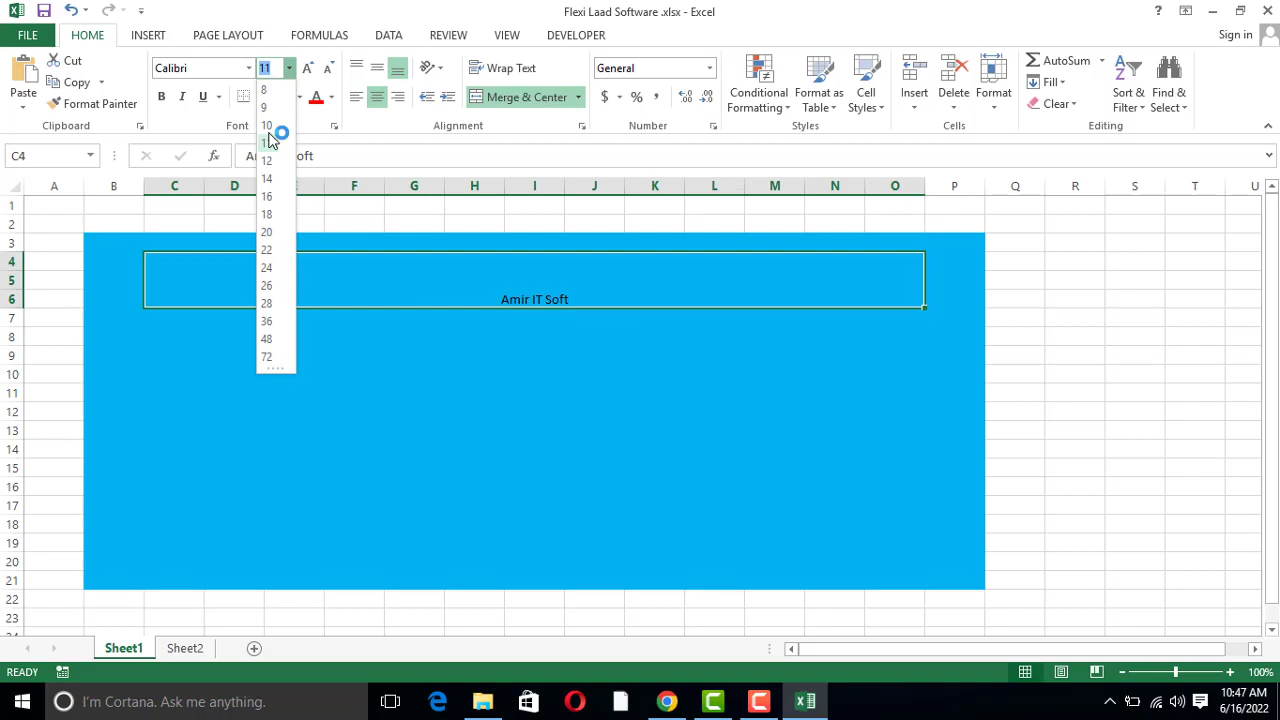 Flexi Laad Software .xlsx - Excel
FILE HOME INSERT PAGE LAYOUT FORMULAS DATA REVIEW VIEW DEVELOPER Sign in
Paste Cut Copy Format Painter Clipboard
Calibri 11 B I U A Font
Wrap Text Merge & Center Alignment
General $ % , Number
Conditional Formatting Format as Table Cell Styles Styles
Insert Delete Format Cells
AutoSum Fill Clear Sort & Filter Find & Select Editing
8
9
10
12
14
16
18
20
22
24
26
28
36
48
72
C4 fx
A B C D F G H I J K L M N O P Q R S T U
1
2
3
4
5
6 Amir IT Soft
7
8
9
10
11
12
13
14
15
16
17
18
19
20
21
22
23
Sheet1 Sheet2
READY 100%
I'm Cortana. Ask me anything. 10:47 AM
6/16/2022